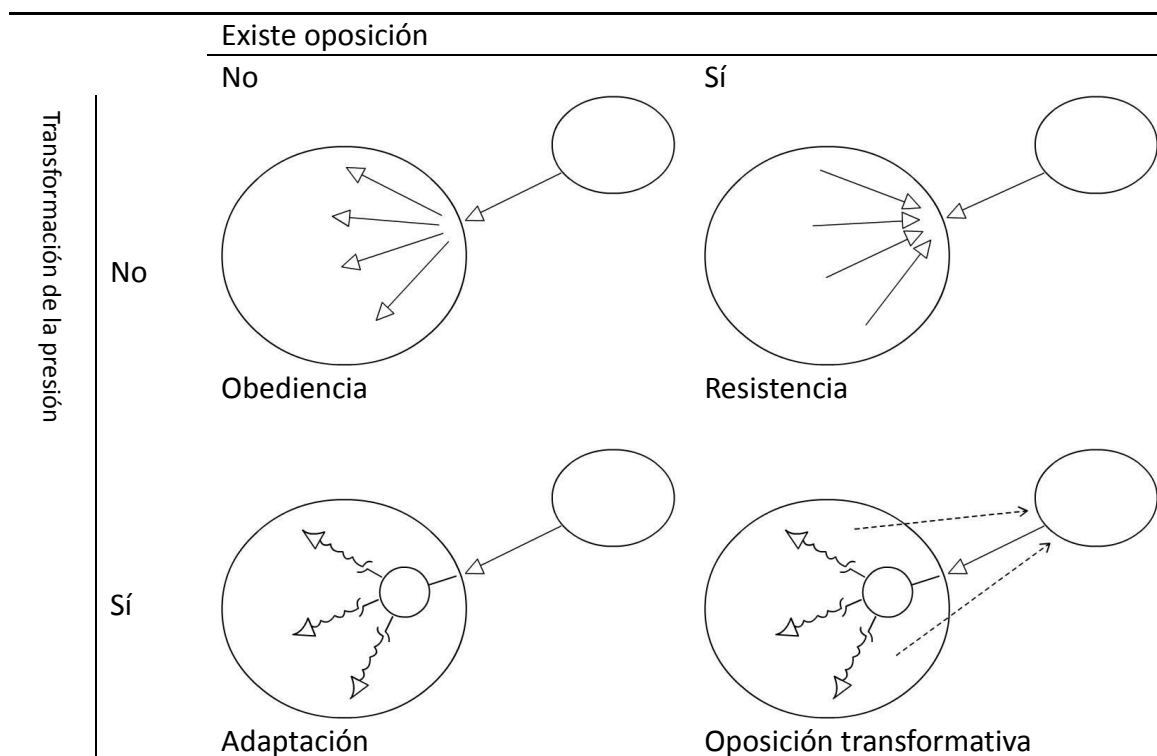 Existe oposición
No
Sí
Transformación de la presión
No
Obediencia
Resistencia
Sí
Adaptación
Oposición transformativa